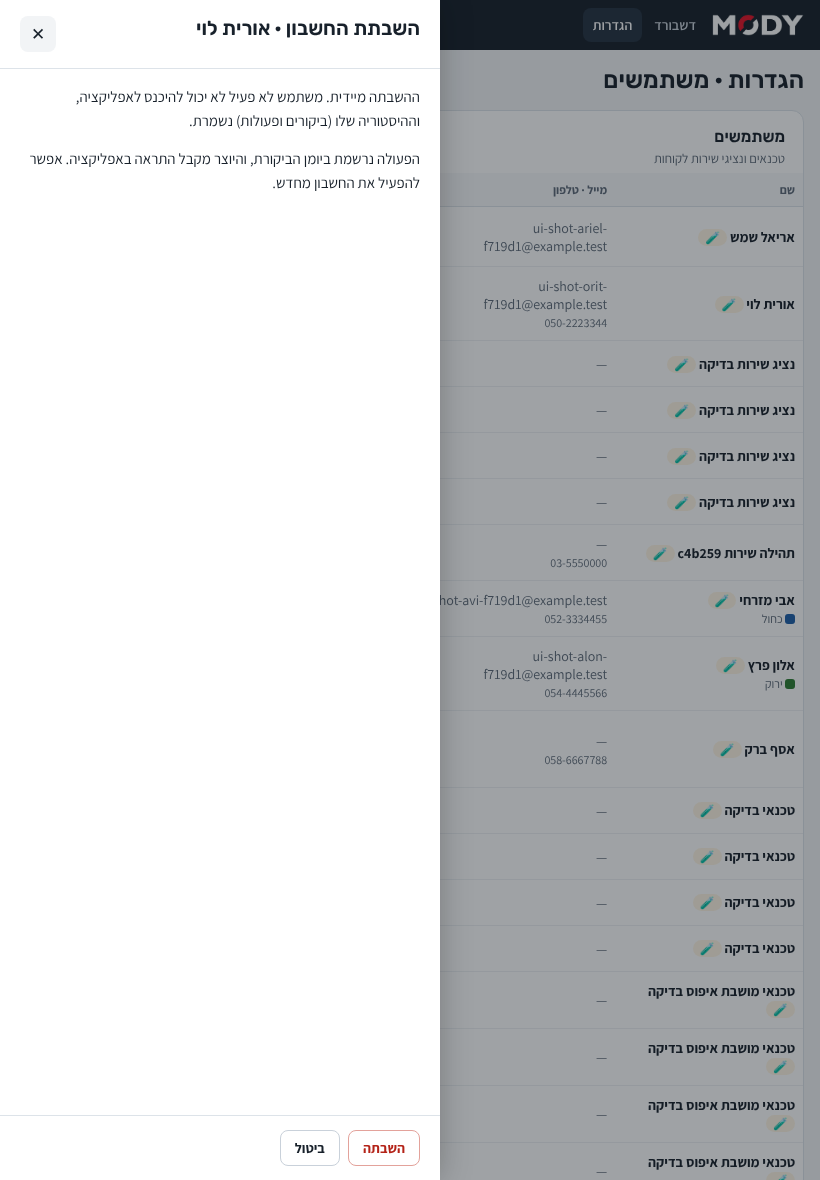 MODY
דשבורד
הגדרות
הגדרות • משתמשים
משתמשים
טכנאים ונציגי שירות לקוחות
שם
מייל · טלפון
אריאל שמש
ui-shot-ariel-
f719d1@example.test
אורית לוי
ui-shot-orit-
f719d1@example.test
050-2223344
נציג שירות בדיקה
—
נציג שירות בדיקה
—
נציג שירות בדיקה
—
נציג שירות בדיקה
—
תהילה שירות c4b259
—
03-5550000
אבי מזרחי
כחול
hot-avi-f719d1@example.test
052-3334455
אלון פרץ
ירוק
ui-shot-alon-
f719d1@example.test
054-4445566
אסף ברק
—
058-6667788
טכנאי בדיקה
—
טכנאי בדיקה
—
טכנאי בדיקה
—
טכנאי בדיקה
—
טכנאי מושבת איפוס בדיקה
—
טכנאי מושבת איפוס בדיקה
—
טכנאי מושבת איפוס בדיקה
—
טכנאי מושבת איפוס בדיקה
—
השבתת החשבון • אורית לוי
✕
ההשבתה מיידית. משתמש לא פעיל לא יכול להיכנס לאפליקציה,
וההיסטוריה שלו (ביקורים ופעולות) נשמרת.
הפעולה נרשמת ביומן הביקורת, והיוצר מקבל התראה באפליקציה. אפשר
להפעיל את החשבון מחדש.
השבתה
ביטול